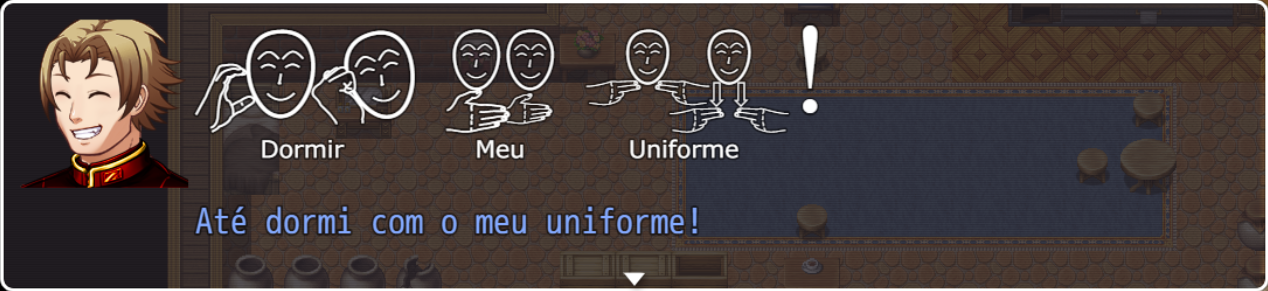 !
Dormir Meu Uniforme
Até dormi com o meu uniforme!